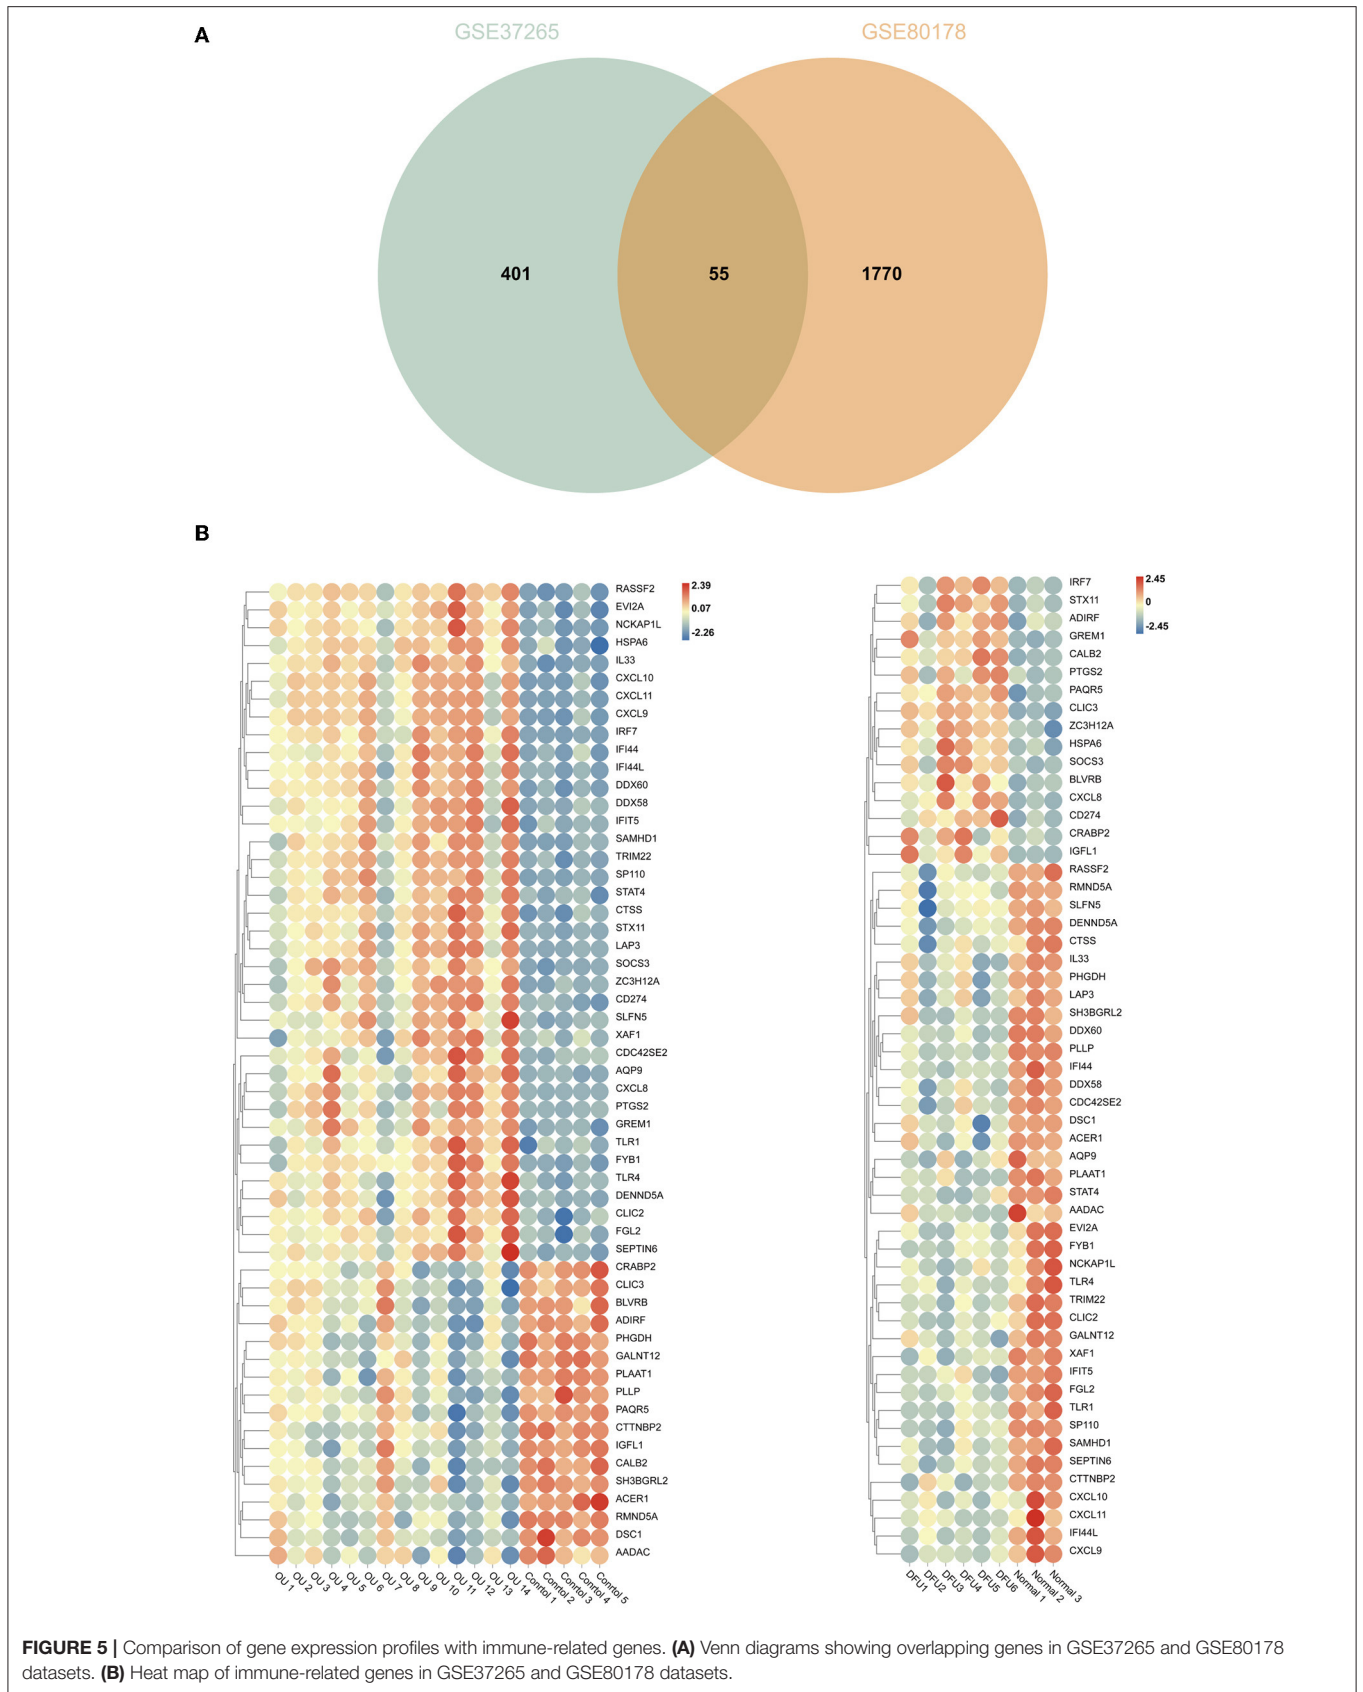 A
GSE37265
GSE80178
401
55
1770
B
RASSF2
EVI2A
NCKAP1L
HSPA6
IL33
CXCL10
CXCL11
CXCL9
IRF7
IFI44
IFI44L
DDX60
DDX58
IFIT5
SAMHD1
TRIM22
SP110
STAT4
CTSS
STX11
LAP3
SOCS3
ZC3H12A
CD274
SLFN5
XAF1
CDC42SE2
AQP9
CXCL8
PTGS2
GREM1
TLR1
FYB1
TLR4
DENND5A
CLIC2
FGL2
SEPTIN6
CRABP2
CLIC3
BLVRB
ADIRF
PHGDH
GALNT12
PLAAT1
PLLP
PAQR5
CTTNBP2
IGFL1
CALB2
SH3BGRL2
ACER1
RMND5A
DSC1
AADAC
OU 1
OU 2
OU 3
OU 4
OU 5
OU 6
OU 7
OU 8
OU 9
OU 10
OU 11
OU 12
OU 13
OU 14
Conrtol 1
Conrtol 2
Conrtol 3
Conrtol 4
Conrtol 5
2.39
0.07
-2.26
IRF7
STX11
ADIRF
GREM1
CALB2
PTGS2
PAQR5
CLIC3
ZC3H12A
HSPA6
SOCS3
BLVRB
CXCL8
CD274
CRABP2
IGFL1
RASSF2
RMND5A
SLFN5
DENND5A
CTSS
IL33
PHGDH
LAP3
SH3BGRL2
DDX60
PLLP
IFI44
DDX58
CDC42SE2
DSC1
ACER1
AQP9
PLAAT1
STAT4
AADAC
EVI2A
FYB1
NCKAP1L
TLR4
TRIM22
CLIC2
GALNT12
XAF1
IFIT5
FGL2
TLR1
SP110
SAMHD1
SEPTIN6
CTTNBP2
CXCL10
CXCL11
IFI44L
CXCL9
DFU1
DFU2
DFU3
DFU4
DFU5
DFU6
Normal 1
Normal 2
Normal 3
2.45
0
-2.45
FIGURE 5 | Comparison of gene expression profiles with immune-related genes. (A) Venn diagrams showing overlapping genes in GSE37265 and GSE80178
datasets. (B) Heat map of immune-related genes in GSE37265 and GSE80178 datasets.